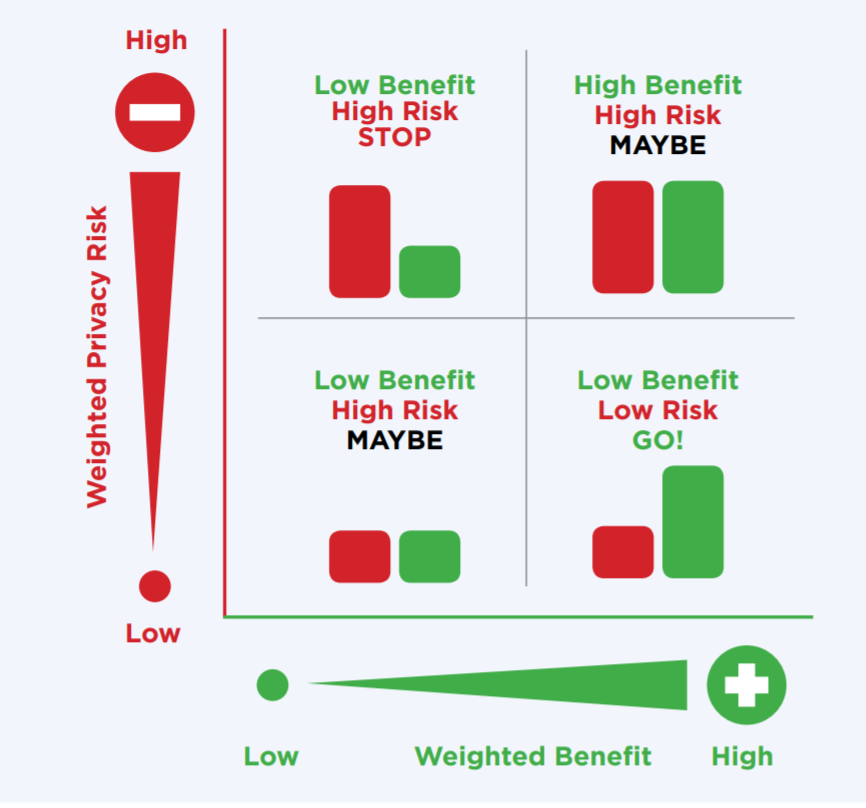 High
Weighted Privacy Risk
Low
Low Benefit
High Risk
STOP
High Benefit
High Risk
MAYBE
Low Benefit
High Risk
MAYBE
Low Benefit
Low Risk
GO!
Low
Weighted Benefit
High